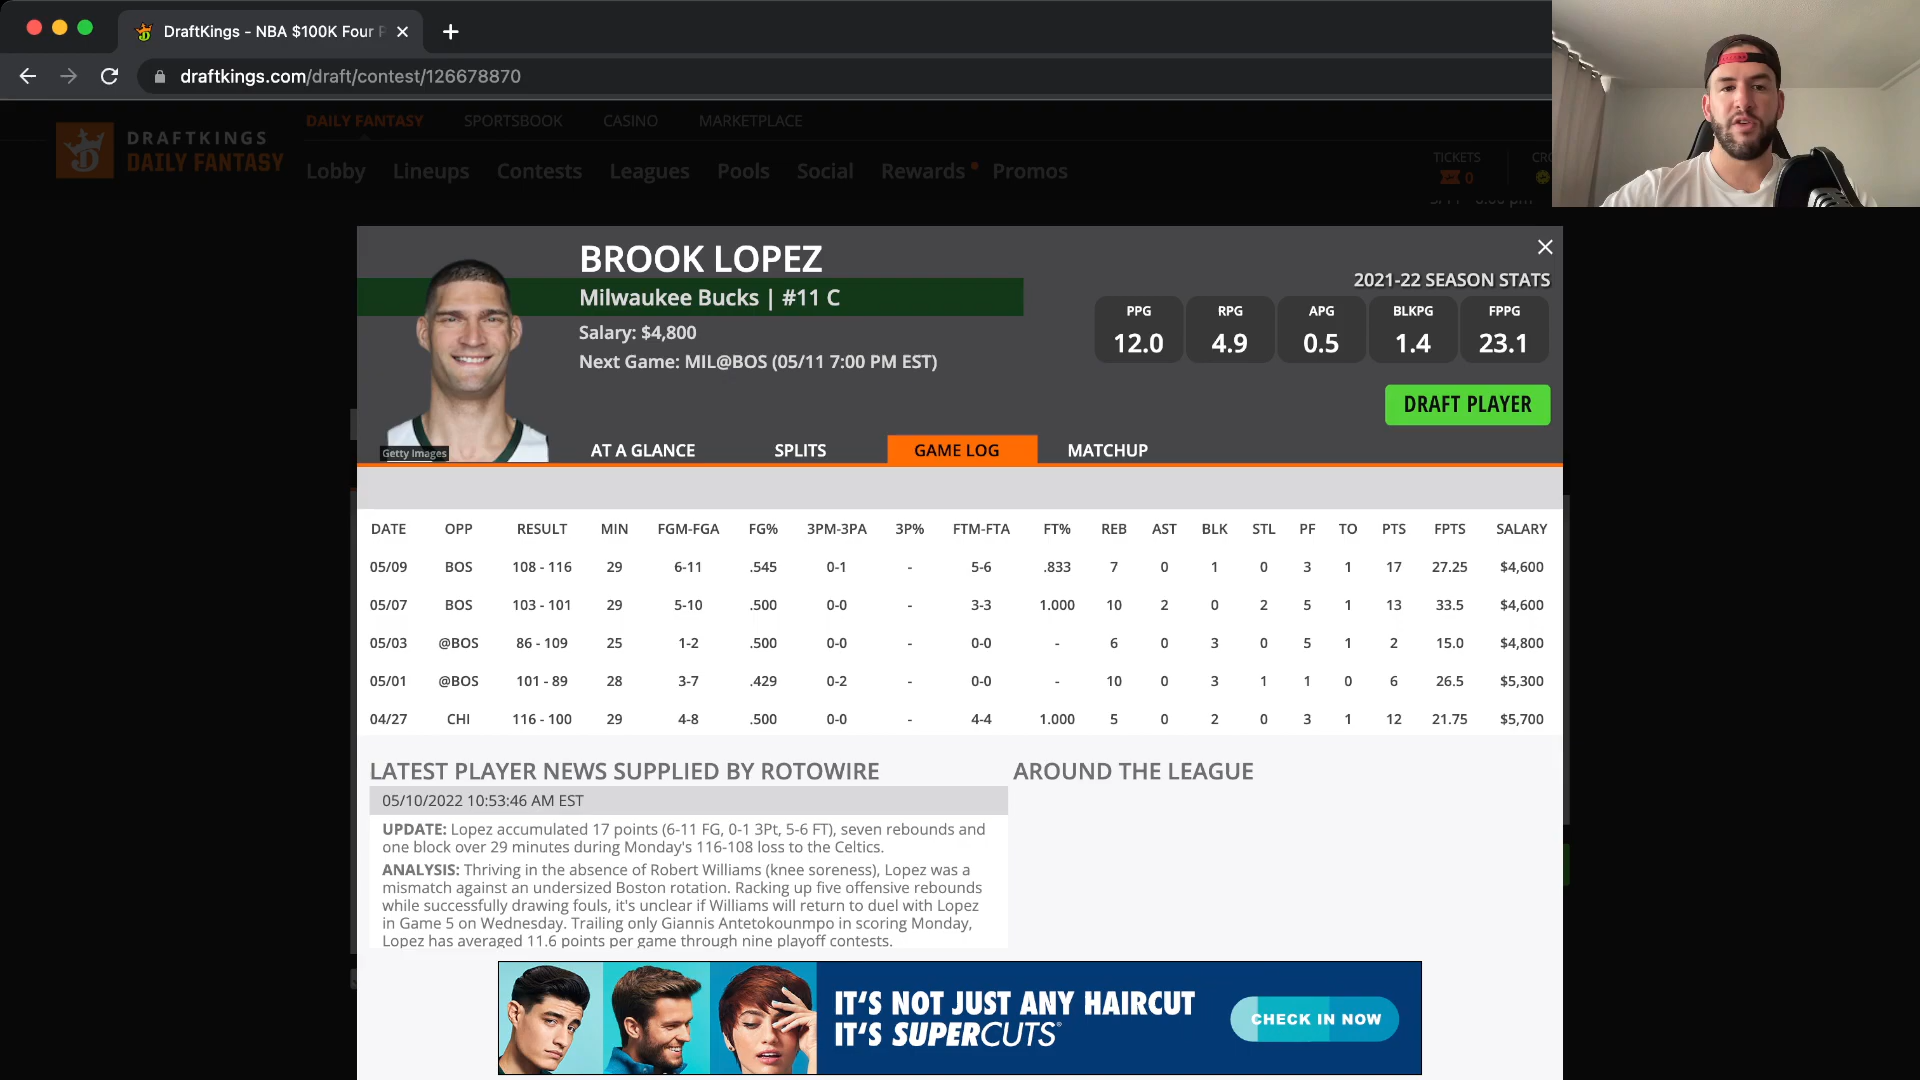 DraftKings - NBA $100K Four
draftkings.com/draft/contest/126678870
DRAFTKINGS
DAILY FANTASY
DAILY FANTASY SPORTSBOOK CASINO MARKETPLACE
Lobby Lineups Contests Leagues Pools Social Rewards Promos
TICKETS
0
BROOK LOPEZ
Milwaukee Bucks | #11 C
Salary: $4,800
Next Game: MIL@BOS (05/11 7:00 PM EST)
Getty Images
2021-22 SEASON STATS
PPG RPG APG BLKPG FPPG
12.0 4.9 0.5 1.4 23.1
DRAFT PLAYER
AT A GLANCE SPLITS GAME LOG MATCHUP
DATE OPP RESULT MIN FGM-FGA FG% 3PM-3PA 3P% FTM-FTA FT% REB AST BLK STL PF TO PTS FPTS SALARY
05/09 BOS 108 - 116 29 6-11 .545 0-1 - 5-6 .833 7 0 1 0 3 1 17 27.25 $4,600
05/07 BOS 103 - 101 29 5-10 .500 0-0 - 3-3 1.000 10 2 0 2 5 1 13 33.5 $4,600
05/03 @BOS 86 - 109 25 1-2 .500 0-0 - 0-0 - 6 0 3 0 5 1 2 15.0 $4,800
05/01 @BOS 101 - 89 28 3-7 .429 0-2 - 0-0 - 10 0 3 1 1 0 6 26.5 $5,300
04/27 CHI 116 - 100 29 4-8 .500 0-0 - 4-4 1.000 5 0 2 0 3 1 12 21.75 $5,700
LATEST PLAYER NEWS SUPPLIED BY ROTOWIRE
05/10/2022 10:53:46 AM EST
UPDATE: Lopez accumulated 17 points (6-11 FG, 0-1 3Pt, 5-6 FT), seven rebounds and
one block over 29 minutes during Monday's 116-108 loss to the Celtics.
ANALYSIS: Thriving in the absence of Robert Williams (knee soreness), Lopez was a
mismatch against an undersized Boston rotation. Racking up five offensive rebounds
while successfully drawing fouls, it's unclear if Williams will return to duel with Lopez
in Game 5 on Wednesday. Trailing only Giannis Antetokounmpo in scoring Monday,
Lopez has averaged 11.6 points per game through nine playoff contests.
AROUND THE LEAGUE
IT'S NOT JUST ANY HAIRCUT
IT'S SUPERCUTS®
CHECK IN NOW